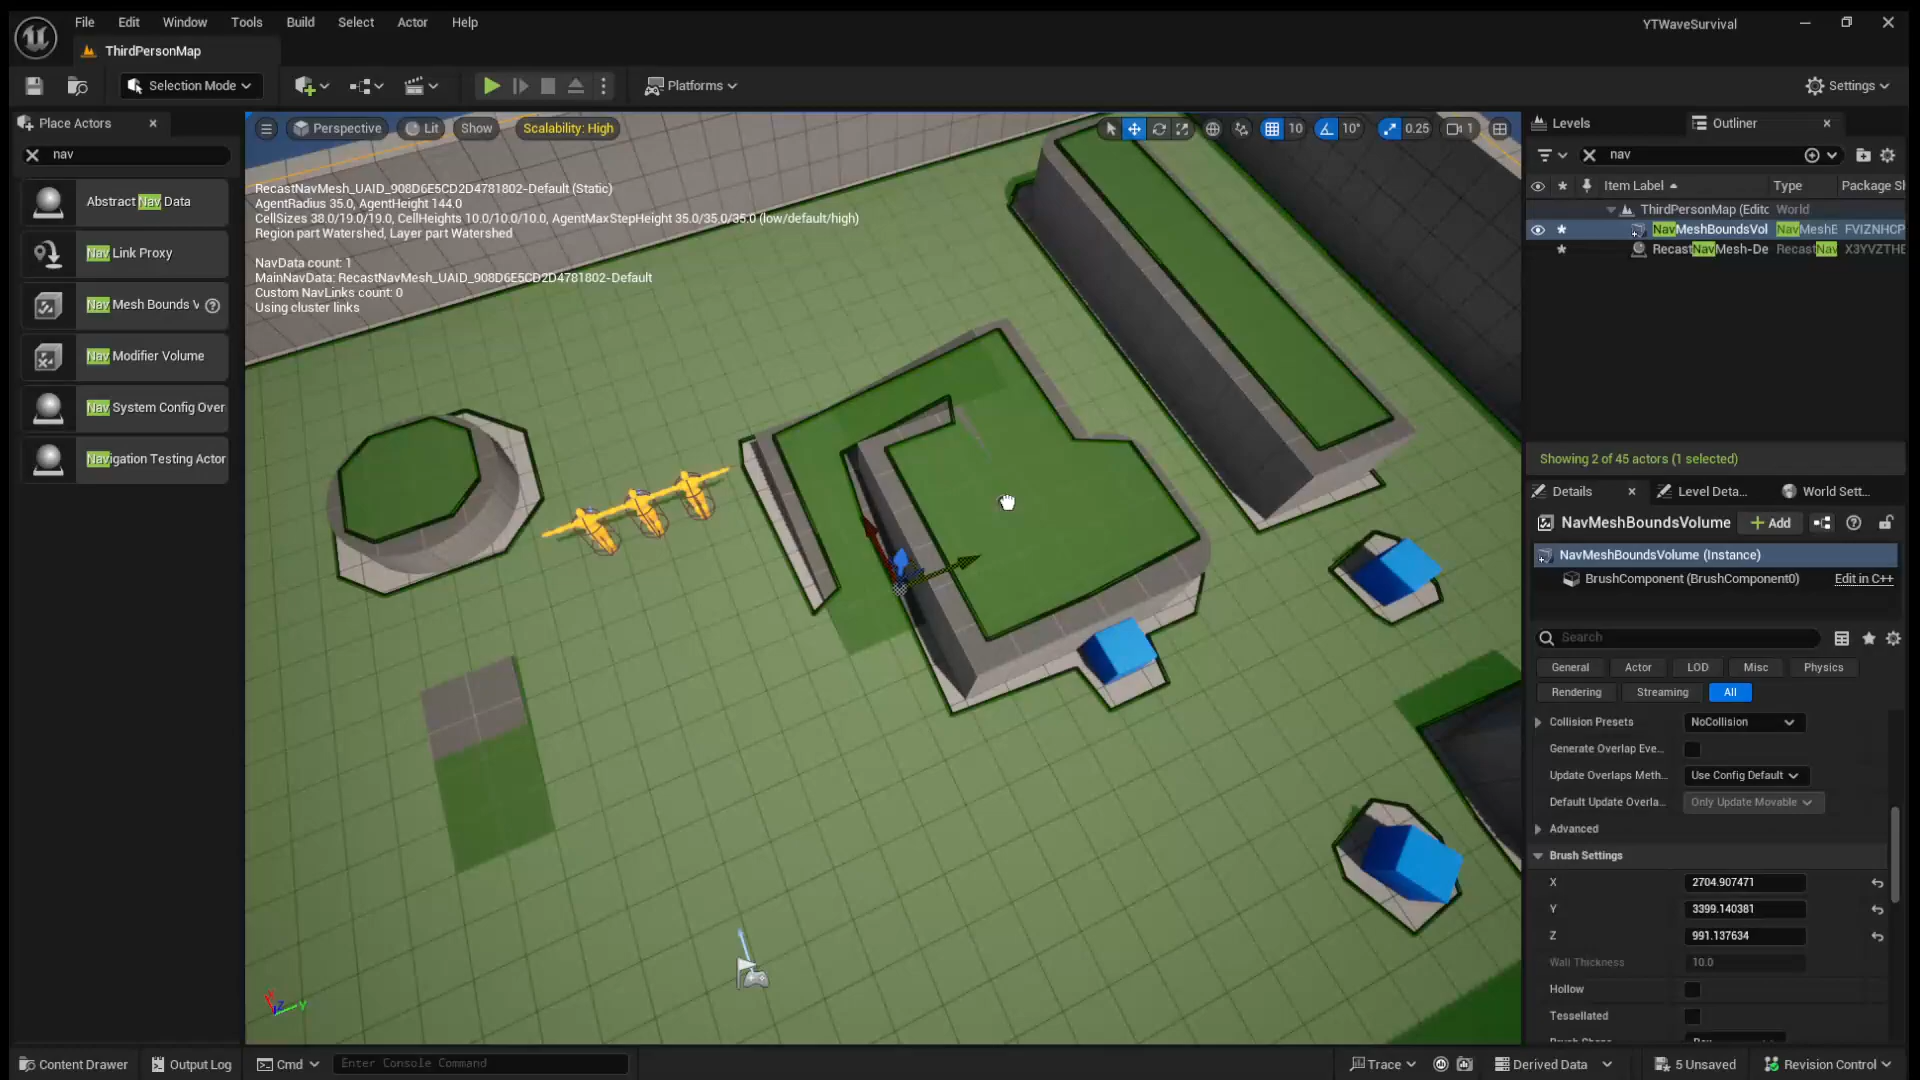 File Edit Window Tools Build Select Actor Help
YTWaveSurvival
ThirdPersonMap
Selection Mode
Platforms
Settings
Place Actors
nav
Abstract Nav Data
Nav Link Proxy
Nav Mesh Bounds V
Nav Modifier Volume
Nav System Config Over
Navigation Testing Actor
Perspective Lit Show Scalability: High
10 10° 0.25 1
RecastNavMesh_UAID_908D6E5CD2D4781802-Default (Static)
AgentRadius 35.0, AgentHeight 144.0
CellSizes 38.0/19.0/19.0, CellHeights 10.0/10.0/10.0, AgentMaxStepHeight 35.0/35.0/35.0 (low/default/high)
Region part Watershed, Layer part Watershed
NavData count: 1
MainNavData: RecastNavMesh_UAID_908D6E5CD2D4781802-Default
Custom NavLinks count: 0
Using cluster links
Levels Outliner
nav
Item Label Type Package Sh
ThirdPersonMap (Editc World
NavMeshBoundsVol NavMeshE FVIZNHCP
RecastNavMesh-De RecastNav X3YVZTHE
Showing 2 of 45 actors (1 selected)
Details Level Deta... World Sett...
NavMeshBoundsVolume Add
NavMeshBoundsVolume (Instance)
BrushComponent (BrushComponent0) Edit in C++
Search
General Actor LOD Misc Physics
Rendering Streaming All
Collision Presets NoCollision
Generate Overlap Eve...
Update Overlaps Meth... Use Config Default
Default Update Overla... Only Update Movable
Advanced
Brush Settings
X 2704.907471
Y 3399.140381
Z 991.137634
Wall Thickness 10.0
Hollow
Tessellated
Content Drawer Output Log Cmd Enter Console Command
Trace Derived Data 5 Unsaved Revision Control